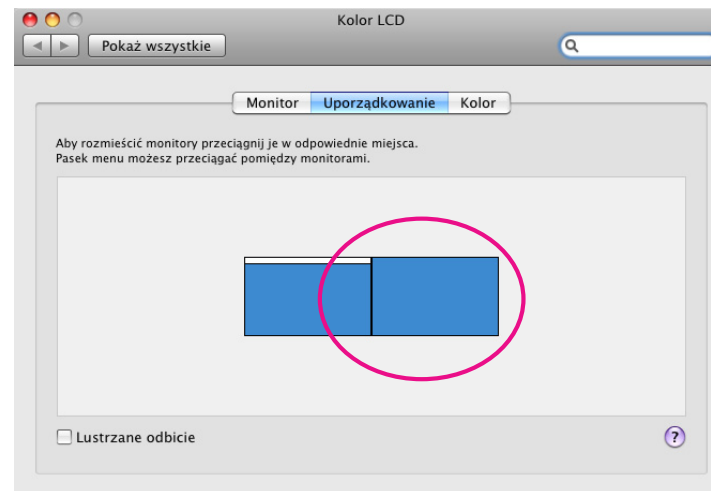 Kolor LCD
Pokaż wszystkie
Monitor Uporządkowanie Kolor
Aby rozmieścić monitory przeciągnij je w odpowiednie miejsca.
Pasek menu możesz przeciągać pomiędzy monitorami.
Lustrzane odbicie
?